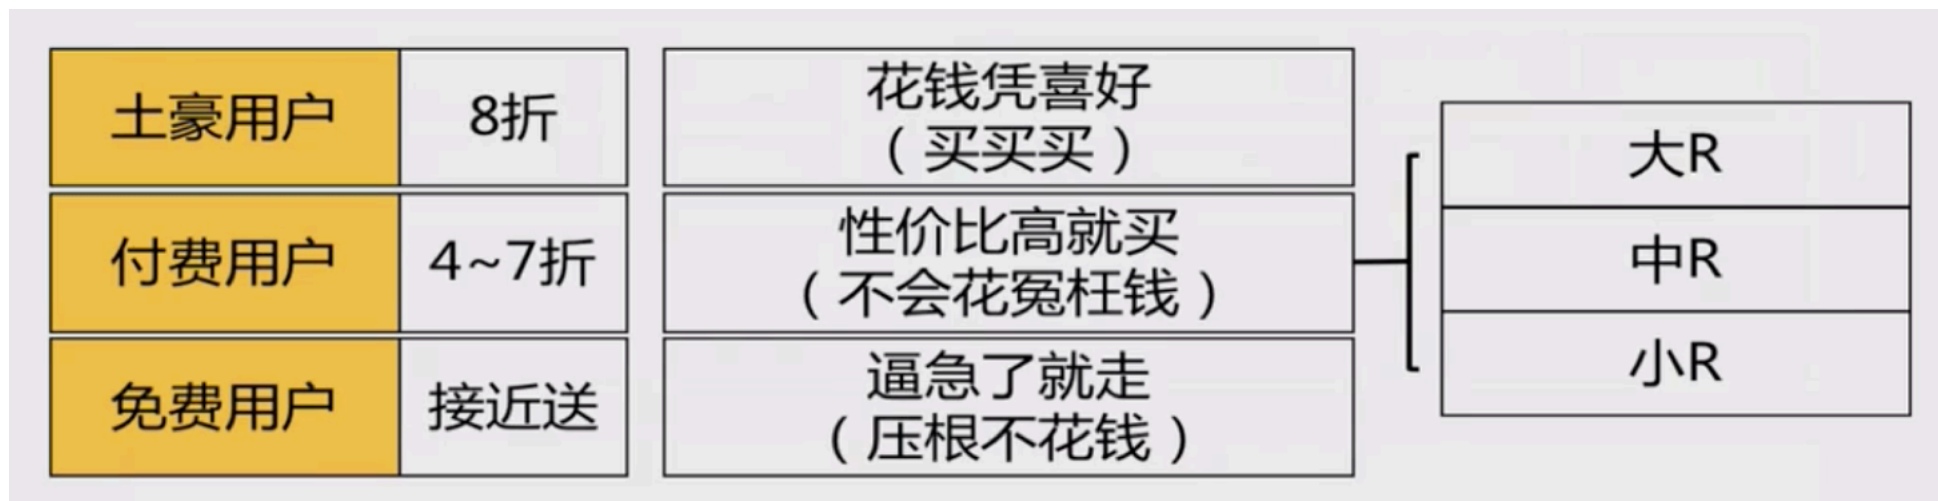 土豪用户
8折
花钱凭喜好
（买买买）
付费用户
4~7折
性价比高就买
（不会花冤枉钱）
免费用户
接近送
逼急了就走
（压根不花钱）
大R
中R
小R